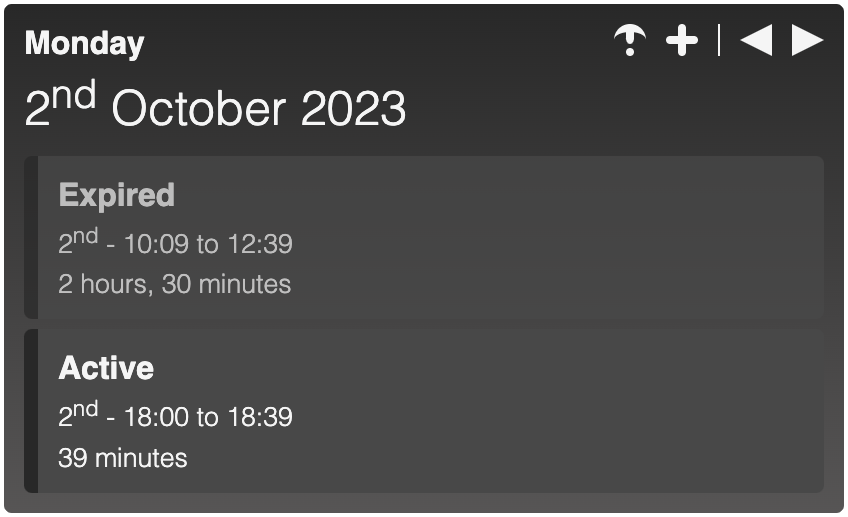 Monday
2nd October 2023
Expired
2nd - 10:09 to 12:39
2 hours, 30 minutes
Active
2nd - 18:00 to 18:39
39 minutes